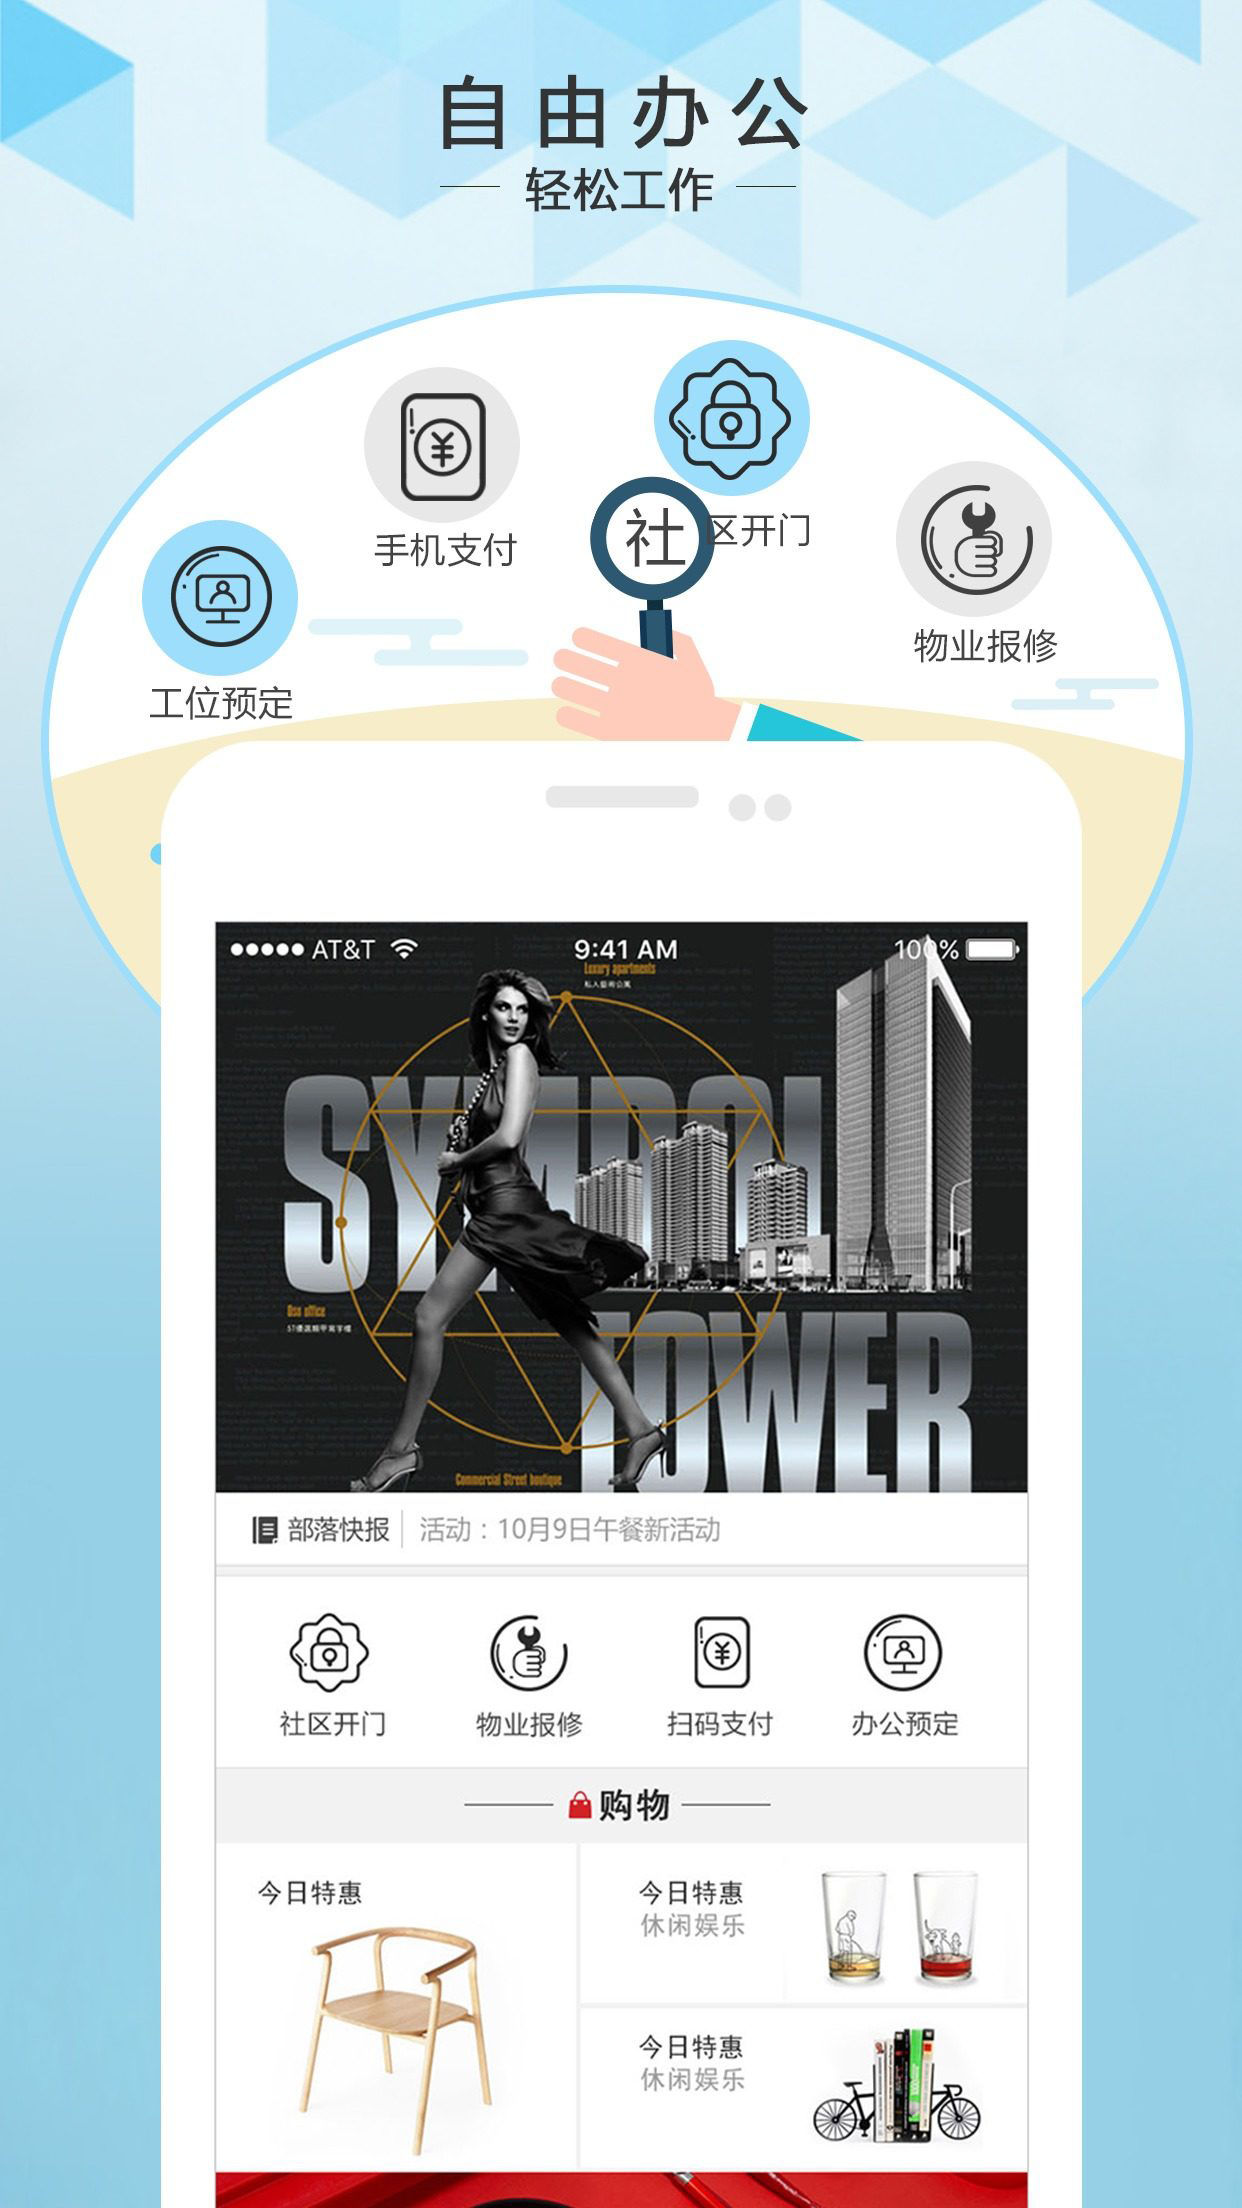 自由办公
轻松工作
手机支付
社区开门
工位预定
物业报修
AT&T
9:41 AM
100%
Luxury apartments
私人藝術公寓
SYMBOL
Oso office
TOWER
Commercial Street boutique
部落快报
活动：10月9日午餐新活动
社区开门
物业报修
扫码支付
办公预定
购物
今日特惠
今日特惠
休闲娱乐
今日特惠
休闲娱乐